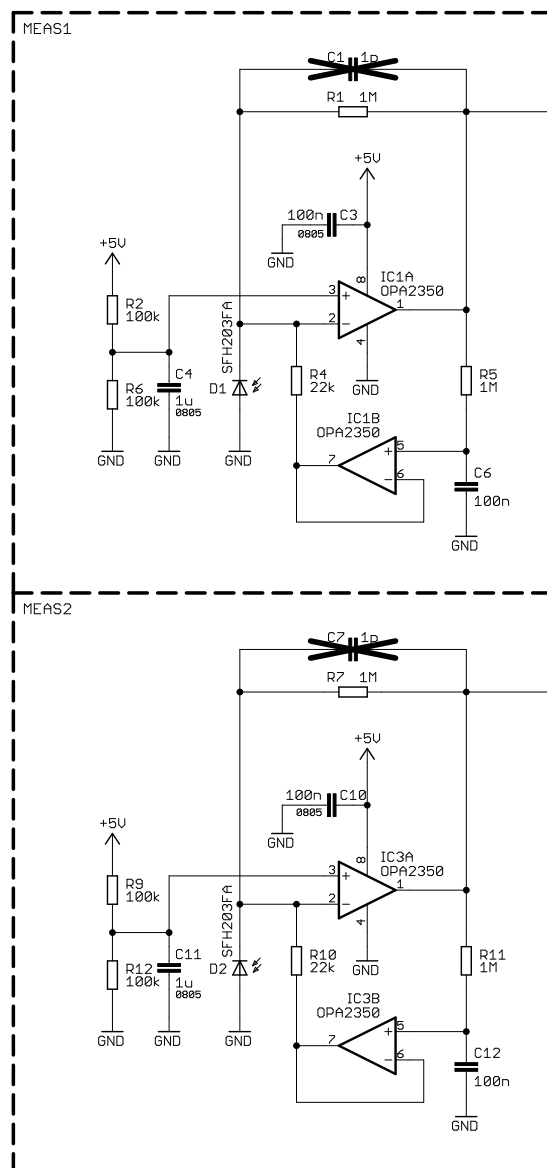 MEAS1
C1 1p
R1 1M
+5V
100n C3
0805
GND
+5V
IC1A
OPA2350
8
3
+
1
2
−
4
R2
100k
SFH203FA
C4
1u
0805
R6
100k
D1
R4
22k
GND
R5
1M
IC1B
OPA2350
7
5
+
6
−
GND
GND
GND
C6
100n
GND
MEAS2
C7 1p
R7 1M
+5V
100n C10
0805
GND
+5V
IC3A
OPA2350
8
3
+
1
2
−
4
R9
100k
SFH203FA
C11
1u
0805
R12
100k
D2
R10
22k
GND
R11
1M
IC3B
OPA2350
7
5
+
6
−
GND
GND
GND
C12
100n
GND